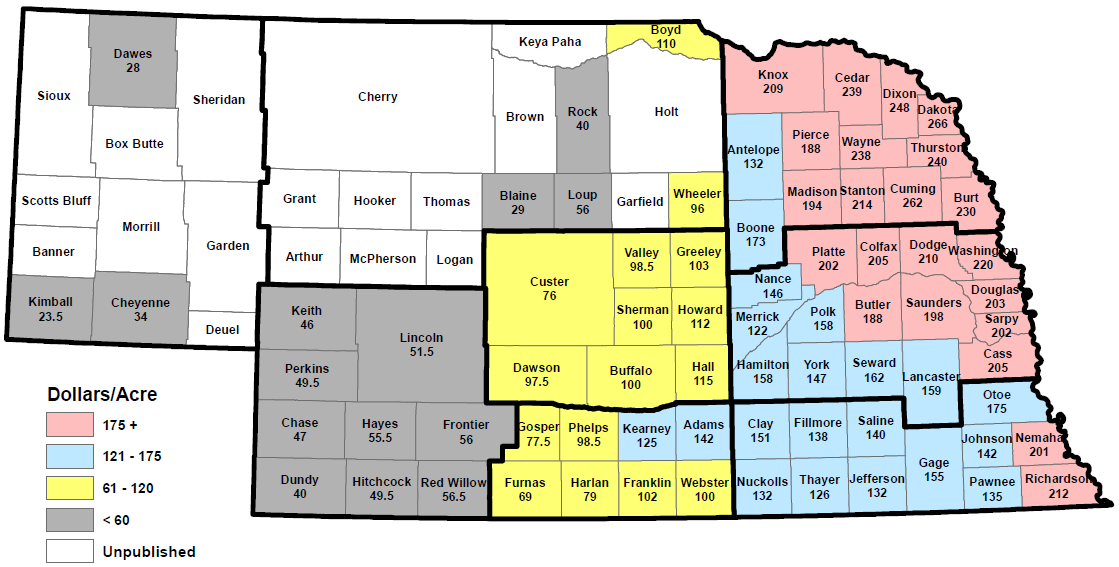 Boyd
110
Keya Paha
Dawes
28
Sioux
Sheridan
Cherry
Brown
Rock
40
Holt
Knox
209
Cedar
239
Dixon
248
Dakota
266
Box Butte
Antelope
132
Pierce
188
Wayne
238
Thurston
240
Scotts Bluff
Morrill
Grant
Hooker
Thomas
Blaine
29
Loup
56
Garfield
Wheeler
96
Madison
194
Stanton
214
Cuming
262
Burt
230
Banner
Garden
Arthur
McPherson
Logan
Boone
173
Custer
76
Valley
98.5
Greeley
103
Platte
202
Colfax
205
Dodge
210
Washington
220
Kimball
23.5
Cheyenne
34
Deuel
Keith
46
Lincoln
51.5
Sherman
100
Howard
112
Nance
146
Merrick
122
Polk
158
Butler
188
Saunders
198
Douglas
203
Sarpy
202
Perkins
49.5
Dawson
97.5
Buffalo
100
Hall
115
Hamilton
158
York
147
Seward
162
Lancaster
159
Cass
205
Otoe
175
Chase
47
Hayes
55.5
Frontier
56
Gosper
77.5
Phelps
98.5
Kearney
125
Adams
142
Clay
151
Fillmore
138
Saline
140
Gage
155
Johnson
142
Nemaha
201
Dundy
40
Hitchcock
49.5
Red Willow
56.5
Furnas
69
Harlan
79
Franklin
102
Webster
100
Nuckolls
132
Thayer
126
Jefferson
132
Pawnee
135
Richardson
212
Dollars/Acre
175 +
121 - 175
61 - 120
< 60
Unpublished